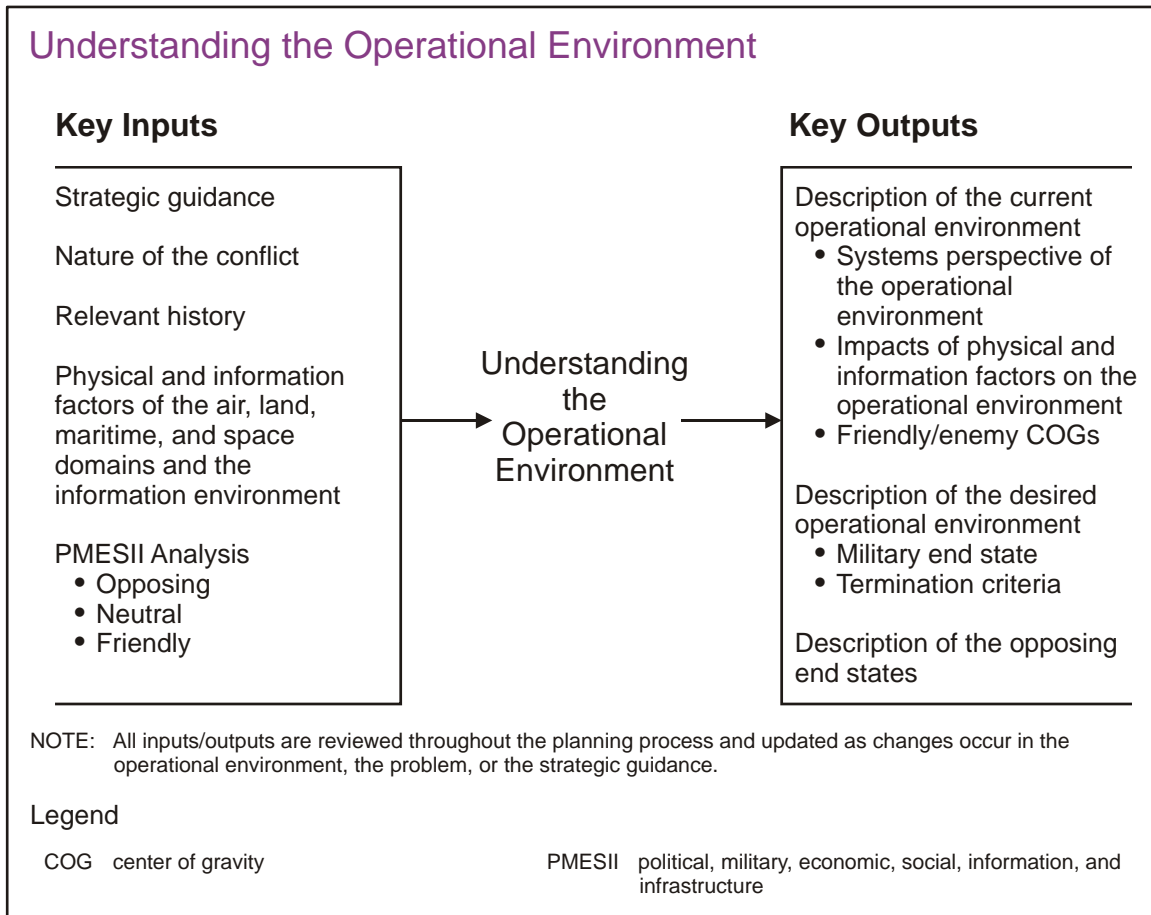 Understanding the Operational Environment
Key Inputs
Strategic guidance
Nature of the conflict
Relevant history
Physical and information
factors of the air, land,
maritime, and space
domains and the
information environment
PMESII Analysis
• Opposing
• Neutral
• Friendly
Understanding
the
Operational
Environment
Key Outputs
Description of the current
operational environment
• Systems perspective of
the operational
environment
• Impacts of physical and
information factors on the
operational environment
• Friendly/enemy COGs
Description of the desired
operational environment
• Military end state
• Termination criteria
Description of the opposing
end states
NOTE: All inputs/outputs are reviewed throughout the planning process and updated as changes occur in the
operational environment, the problem, or the strategic guidance.
Legend
COG center of gravity
PMESII political, military, economic, social, information, and
infrastructure